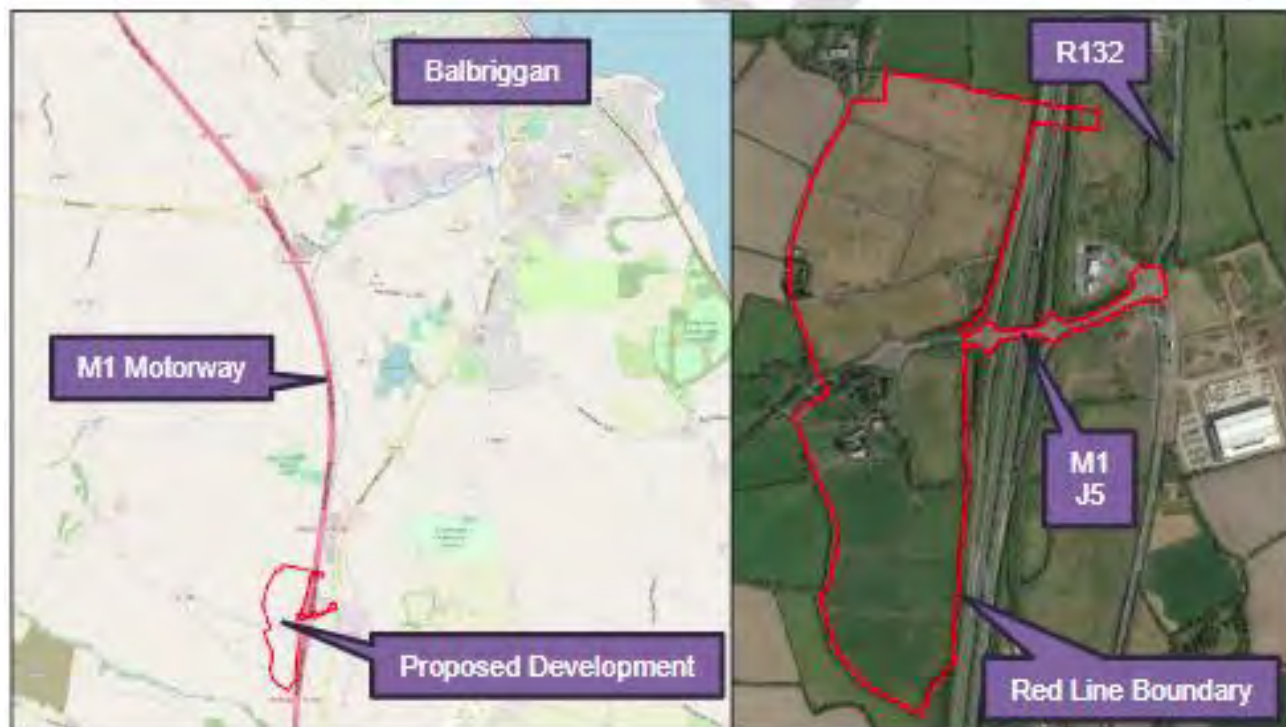 Balbriggan
M1 Motorway
Proposed Development
R132
M1
J5
Red Line Boundary